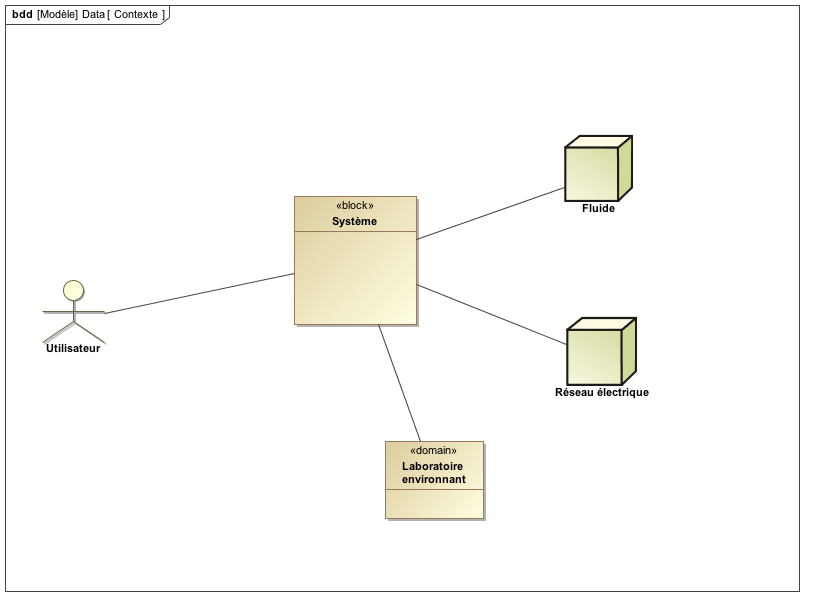 bdd [Modèle] Data [ Contexte ]
Fluide
«block»
Système
Utilisateur
Réseau électrique
«domain»
Laboratoire
environnant